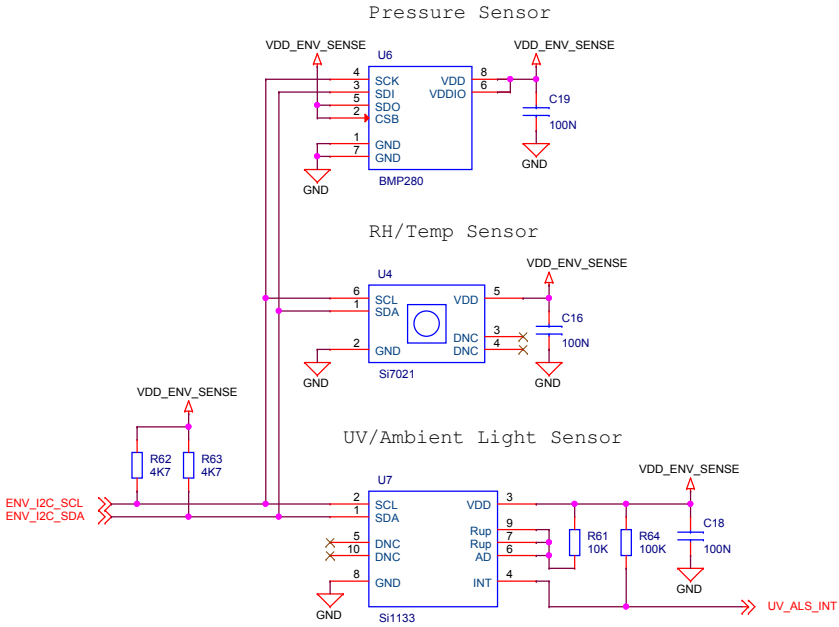 Pressure Sensor
VDD_ENV_SENSE
U6
VDD_ENV_SENSE
4 SCK VDD 8
3 SDI VDDIO 6
5 SDO
2 CSB
C19
100N
1 GND
7 GND
GND
GND
BMP280
RH/Temp Sensor
VDD_ENV_SENSE
U4
6 SCL VDD 5
1 SDA
C16
100N
DNC 3
2 GND DNC 4
GND
GND
Si7021
VDD_ENV_SENSE
UV/Ambient Light Sensor
R62
4K7
R63
4K7
VDD_ENV_SENSE
U7
ENV_I2C_SCL
ENV_I2C_SDA
2 SCL VDD 3
1 SDA
Rup 9
5 DNC Rup 7
10 DNC AD 6
R61
10K
R64
100K
C18
100N
8 GND INT 4
GND
GND
UV_ALS_INT
Si1133